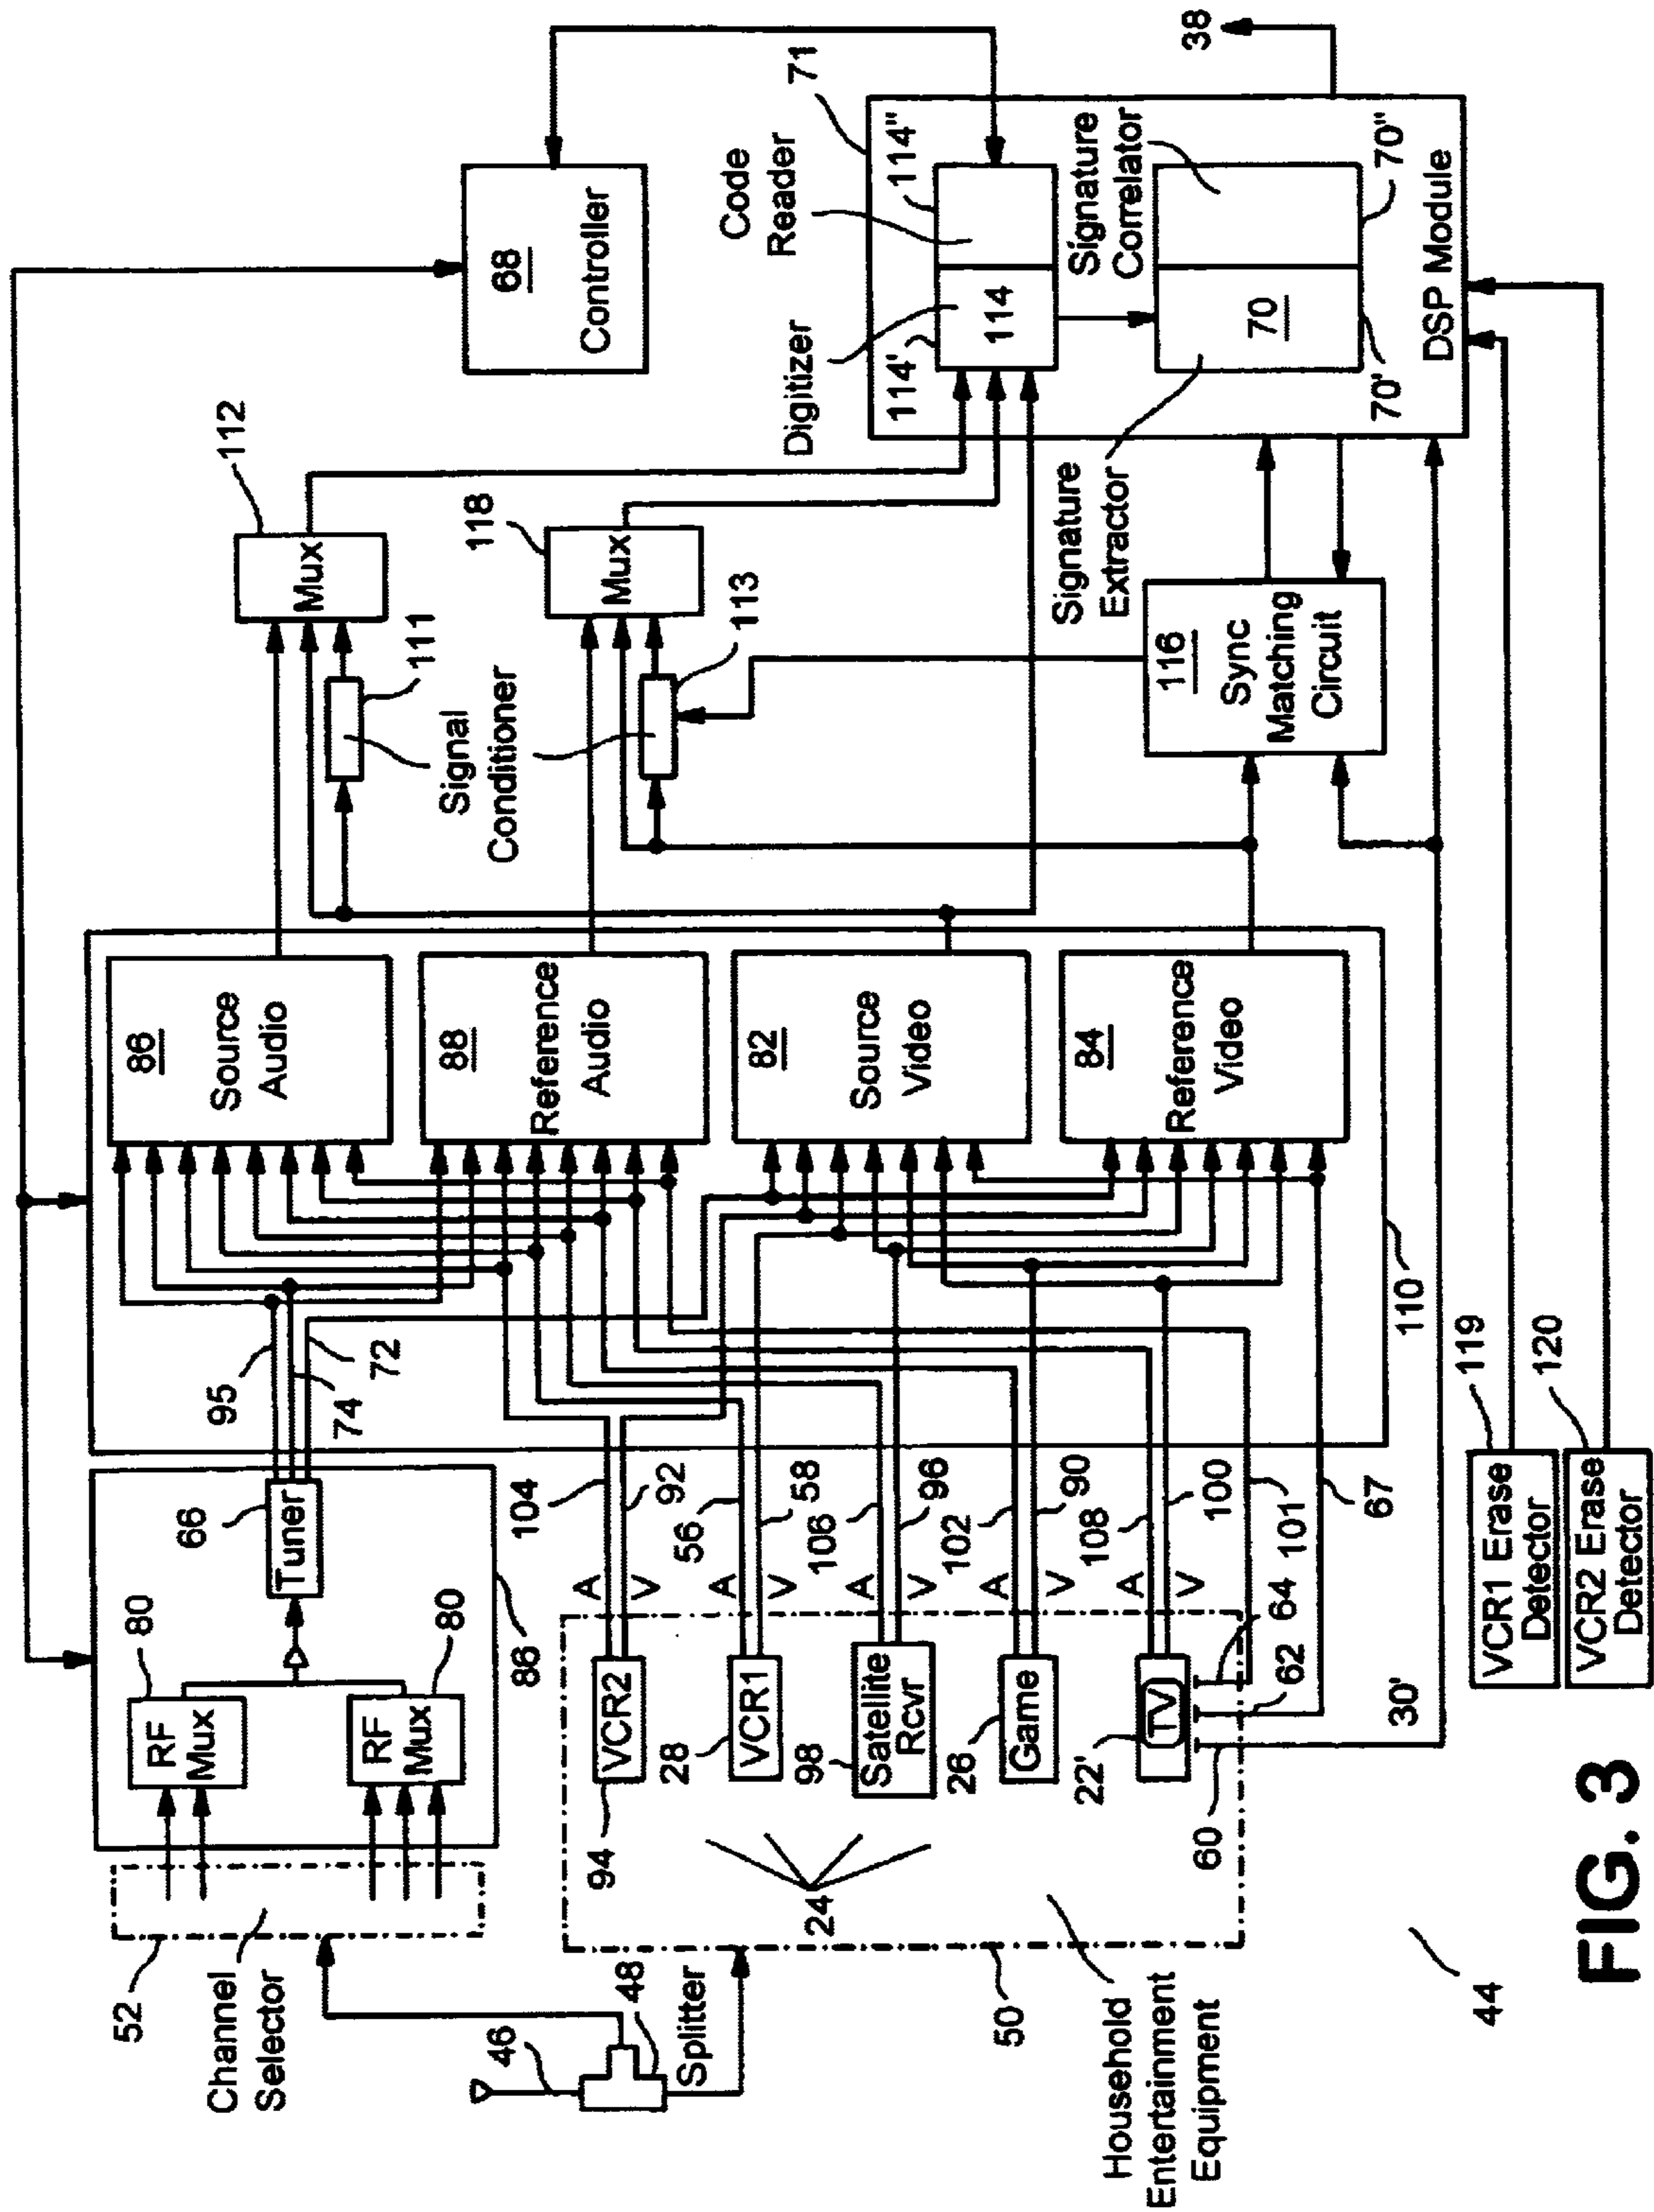 52
Channel
Selector
46
48
Splitter
RF
Mux
80
RF
Mux
80
86
Tuner
66
95
74
72
86
Source
Audio
88
Reference
Audio
82
Source
Video
84
Reference
Video
110
112
Mux
111
Signal
Conditioner
118
Mux
113
116
Sync
Matching
Circuit
68
Controller
71
38
Code
Reader
114"
Digitizer
114'
114
Signature
Correlator
Signature
Extractor
70
70'
70"
DSP Module
94
VCR2
A
V
104
92
28
VCR1
A
V
56
58
98
Satellite
Rcvr
A
V
106
96
26
Game
A
V
102
90
22'
TV
A
V
108
100
101
64
62
60
67
30'
24
50
Household
Entertainment
Equipment
44
VCR1 Erase
Detector
119
VCR2 Erase
Detector
120
FIG. 3